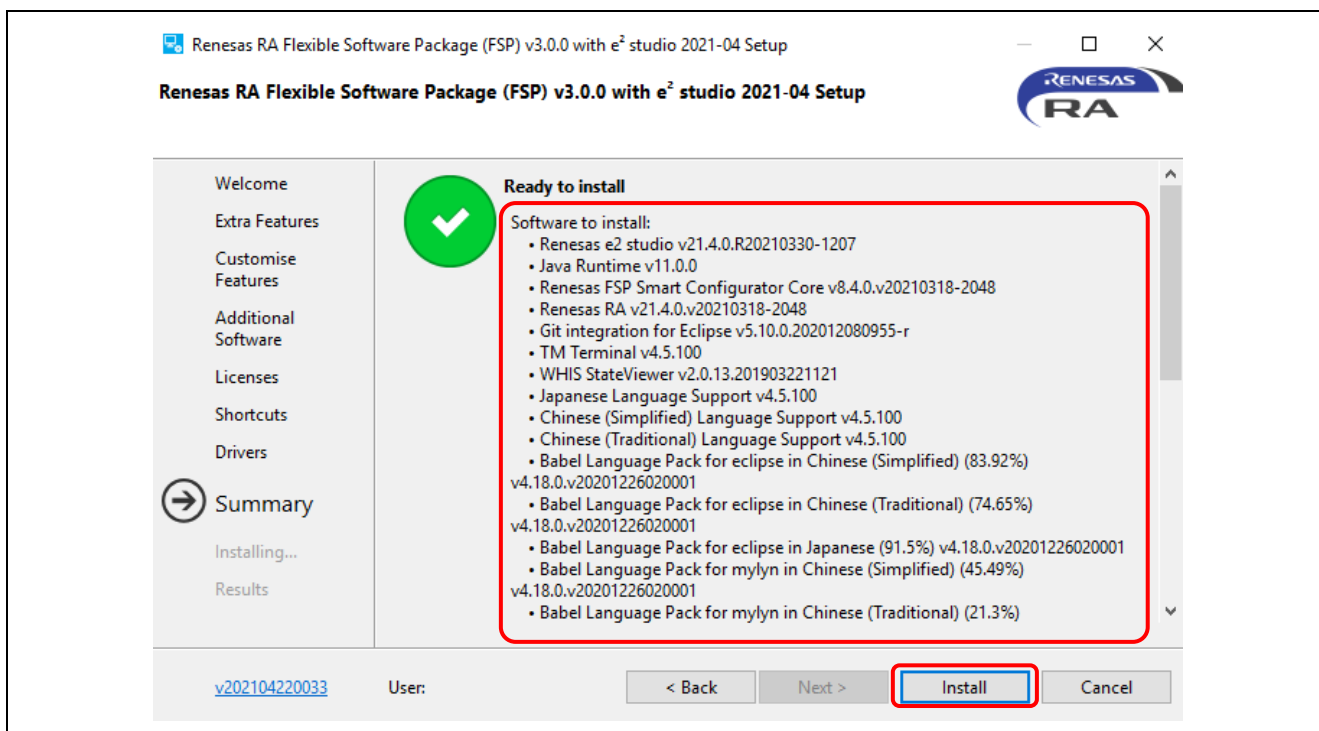 Renesas RA Flexible Software Package (FSP) v3.0.0 with e² studio 2021-04 Setup
Renesas RA Flexible Software Package (FSP) v3.0.0 with e² studio 2021-04 Setup
RENESAS
RA
Welcome
Extra Features
Customise
Features
Additional
Software
Licenses
Shortcuts
Drivers
Summary
Installing...
Results
Ready to install
Software to install:
• Renesas e2 studio v21.4.0.R20210330-1207
• Java Runtime v11.0.0
• Renesas FSP Smart Configurator Core v8.4.0.v20210318-2048
• Renesas RA v21.4.0.v20210318-2048
• Git integration for Eclipse v5.10.0.202012080955-r
• TM Terminal v4.5.100
• WHIS StateViewer v2.0.13.201903221121
• Japanese Language Support v4.5.100
• Chinese (Simplified) Language Support v4.5.100
• Chinese (Traditional) Language Support v4.5.100
• Babel Language Pack for eclipse in Chinese (Simplified) (83.92%)
v4.18.0.v20201226020001
• Babel Language Pack for eclipse in Chinese (Traditional) (74.65%)
v4.18.0.v20201226020001
• Babel Language Pack for eclipse in Japanese (91.5%) v4.18.0.v20201226020001
• Babel Language Pack for mylyn in Chinese (Simplified) (45.49%)
v4.18.0.v20201226020001
• Babel Language Pack for mylyn in Chinese (Traditional) (21.3%)
v202104220033
User:
< Back
Next >
Install
Cancel